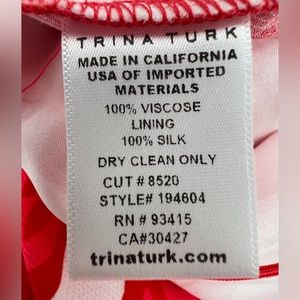 TRINA TURK
MADE IN CALIFORNIA
USA OF IMPORTED
MATERIALS
100% VISCOSE
LINING
100% SILK
DRY CLEAN ONLY
CUT # 8520
STYLE# 194604
RN # 93415
CA#30427
trinaturk.com